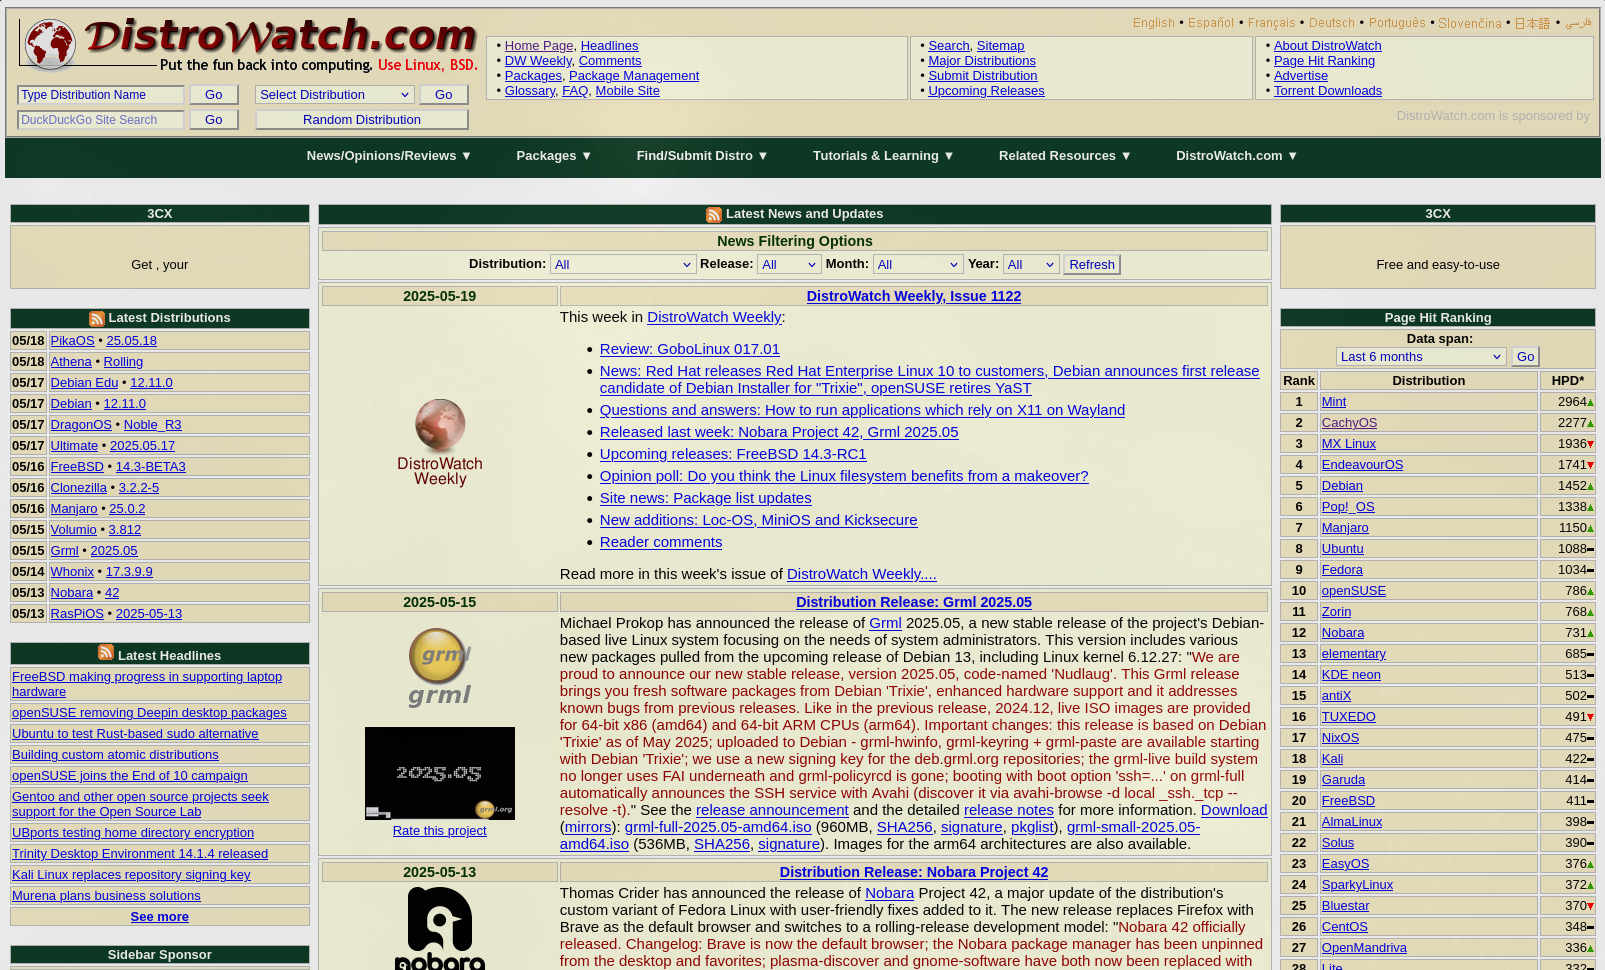 DistroWatch.com
Put the fun back into computing. Use Linux, BSD.
English • Español • Français • Deutsch • Português • Slovenčina • 日本語 • فارسی
• Home Page, Headlines
• DW Weekly, Comments
• Packages, Package Management
• Glossary, FAQ, Mobile Site
• Search, Sitemap
• Major Distributions
• Submit Distribution
• Upcoming Releases
• About DistroWatch
• Page Hit Ranking
• Advertise
• Torrent Downloads
Type Distribution Name Go Select Distribution Go
DuckDuckGo Site Search Go Random Distribution
DistroWatch.com is sponsored by
News/Opinions/Reviews ▼ Packages ▼ Find/Submit Distro ▼ Tutorials & Learning ▼ Related Resources ▼ DistroWatch.com ▼
3CX
Get , your
Latest Distributions
05/18 PikaOS • 25.05.18
05/18 Athena • Rolling
05/17 Debian Edu • 12.11.0
05/17 Debian • 12.11.0
05/17 DragonOS • Noble_R3
05/17 Ultimate • 2025.05.17
05/16 FreeBSD • 14.3-BETA3
05/16 Clonezilla • 3.2.2-5
05/16 Manjaro • 25.0.2
05/15 Volumio • 3.812
05/15 Grml • 2025.05
05/14 Whonix • 17.3.9.9
05/13 Nobara • 42
05/13 RasPiOS • 2025-05-13
Latest Headlines
FreeBSD making progress in supporting laptop
hardware
openSUSE removing Deepin desktop packages
Ubuntu to test Rust-based sudo alternative
Building custom atomic distributions
openSUSE joins the End of 10 campaign
Gentoo and other open source projects seek
support for the Open Source Lab
UBports testing home directory encryption
Trinity Desktop Environment 14.1.4 released
Kali Linux replaces repository signing key
Murena plans business solutions
See more
Sidebar Sponsor
Latest News and Updates
News Filtering Options
Distribution: All Release: All Month: All Year: All Refresh
2025-05-19 DistroWatch Weekly, Issue 1122
DistroWatch
Weekly
This week in DistroWatch Weekly:
• Review: GoboLinux 017.01
• News: Red Hat releases Red Hat Enterprise Linux 10 to customers, Debian announces first release
candidate of Debian Installer for "Trixie", openSUSE retires YaST
• Questions and answers: How to run applications which rely on X11 on Wayland
• Released last week: Nobara Project 42, Grml 2025.05
• Upcoming releases: FreeBSD 14.3-RC1
• Opinion poll: Do you think the Linux filesystem benefits from a makeover?
• Site news: Package list updates
• New additions: Loc-OS, MiniOS and Kicksecure
• Reader comments
Read more in this week's issue of DistroWatch Weekly....
2025-05-15 Distribution Release: Grml 2025.05
grml
grml
2025.05
grml.org
Rate this project
Michael Prokop has announced the release of Grml 2025.05, a new stable release of the project's Debian-
based live Linux system focusing on the needs of system administrators. This version includes various
new packages pulled from the upcoming release of Debian 13, including Linux kernel 6.12.27: "We are
proud to announce our new stable release, version 2025.05, code-named 'Nudlaug'. This Grml release
brings you fresh software packages from Debian 'Trixie', enhanced hardware support and it addresses
known bugs from previous releases. Like in the previous release, 2024.12, live ISO images are provided
for 64-bit x86 (amd64) and 64-bit ARM CPUs (arm64). Important changes: this release is based on Debian
'Trixie' as of May 2025; uploaded to Debian - grml-hwinfo, grml-keyring + grml-paste are available starting
with Debian 'Trixie'; we use a new signing key for the deb.grml.org repositories; the grml-live build system
no longer uses FAI underneath and grml-policyrcd is gone; booting with boot option 'ssh=...' on grml-full
automatically announces the SSH service with Avahi (discover it via avahi-browse -d local _ssh._tcp --
resolve -t)." See the release announcement and the detailed release notes for more information. Download
(mirrors): grml-full-2025.05-amd64.iso (960MB, SHA256, signature, pkglist), grml-small-2025.05-
amd64.iso (536MB, SHA256, signature). Images for the arm64 architectures are also available.
2025-05-13 Distribution Release: Nobara Project 42
nobara
Thomas Crider has announced the release of Nobara Project 42, a major update of the distribution's
custom variant of Fedora Linux with user-friendly fixes added to it. The new release replaces Firefox with
Brave as the default browser and switches to a rolling-release development model: "Nobara 42 officially
released. Changelog: Brave is now the default browser; the Nobara package manager has been unpinned
from the desktop and favorites; plasma-discover and gnome-software have both now been replaced with
3CX
Free and easy-to-use
Page Hit Ranking
Data span:
Last 6 months Go
Rank Distribution HPD*
1 Mint 2964
2 CachyOS 2277
3 MX Linux 1936
4 EndeavourOS 1741
5 Debian 1452
6 Pop!_OS 1338
7 Manjaro 1150
8 Ubuntu 1088
9 Fedora 1034
10 openSUSE 786
11 Zorin 768
12 Nobara 731
13 elementary 685
14 KDE neon 513
15 antiX 502
16 TUXEDO 491
17 NixOS 475
18 Kali 422
19 Garuda 414
20 FreeBSD 411
21 AlmaLinux 398
22 Solus 390
23 EasyOS 376
24 SparkyLinux 372
25 Bluestar 370
26 CentOS 348
27 OpenMandriva 336
28 Lite 332